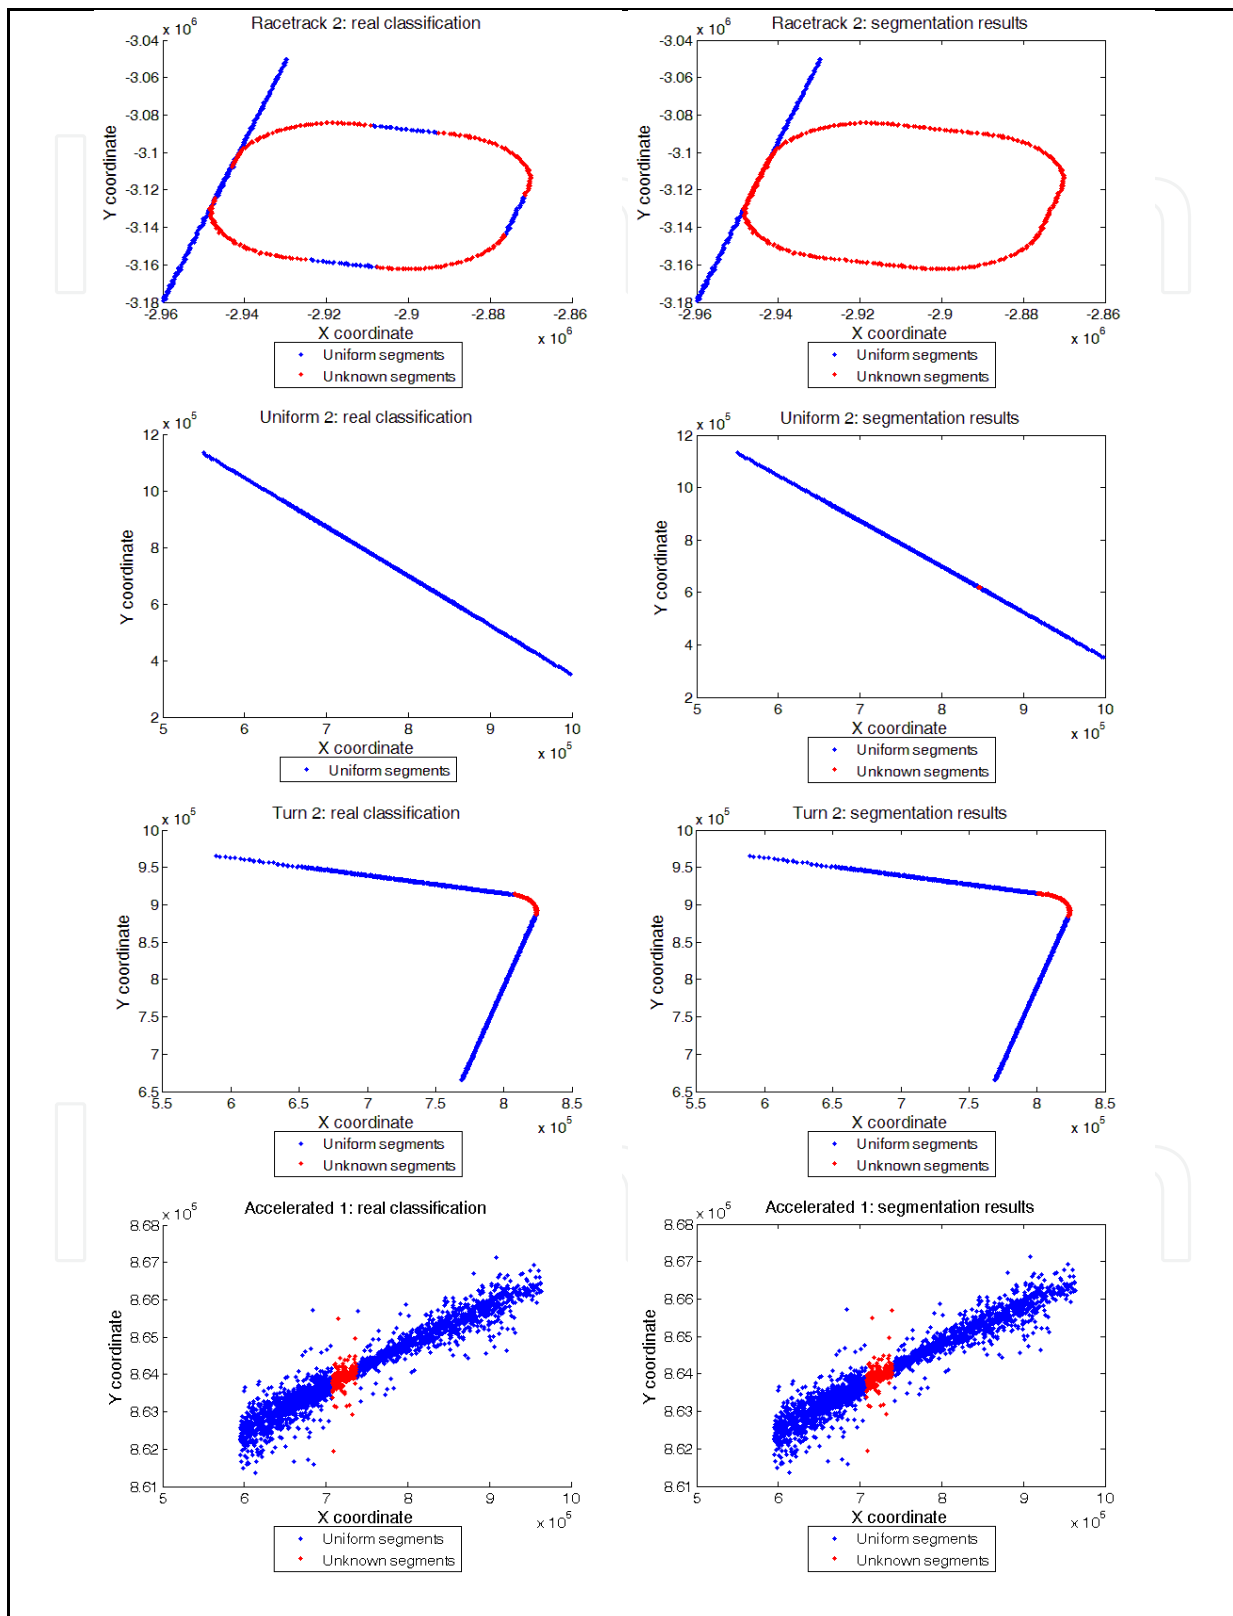 Racetrack 2: real classification
x 10^6
-3.04
-3.06
-3.08
-3.1
-3.12
-3.14
-3.16
-3.18
Y coordinate
-2.96 -2.94 -2.92 -2.9 -2.88 -2.86
X coordinate
x 10^6
Uniform segments
Unknown segments
Racetrack 2: segmentation results
x 10^6
-3.04
-3.06
-3.08
-3.1
-3.12
-3.14
-3.16
-3.18
Y coordinate
-2.96 -2.94 -2.92 -2.9 -2.88 -2.86
X coordinate
x 10^6
Uniform segments
Unknown segments
Uniform 2: real classification
x 10^5
12
10
8
6
4
2
Y coordinate
5 6 7 8 9 10
X coordinate
x 10^5
Uniform segments
Uniform 2: segmentation results
x 10^5
12
10
8
6
4
2
Y coordinate
5 6 7 8 9 10
X coordinate
x 10^5
Uniform segments
Unknown segments
Turn 2: real classification
x 10^5
10
9.5
9
8.5
8
7.5
7
6.5
Y coordinate
5.5 6 6.5 7 7.5 8 8.5
X coordinate
x 10^5
Uniform segments
Unknown segments
Turn 2: segmentation results
x 10^5
10
9.5
9
8.5
8
7.5
7
6.5
Y coordinate
5.5 6 6.5 7 7.5 8 8.5
X coordinate
x 10^5
Uniform segments
Unknown segments
Accelerated 1: real classification
x 10^5
8.68
8.67
8.66
8.65
8.64
8.63
8.62
8.61
Y coordinate
5 6 7 8 9 10
X coordinate
x 10^5
Uniform segments
Unknown segments
Accelerated 1: segmentation results
x 10^5
8.68
8.67
8.66
8.65
8.64
8.63
8.62
8.61
Y coordinate
5 6 7 8 9 10
X coordinate
x 10^5
Uniform segments
Unknown segments